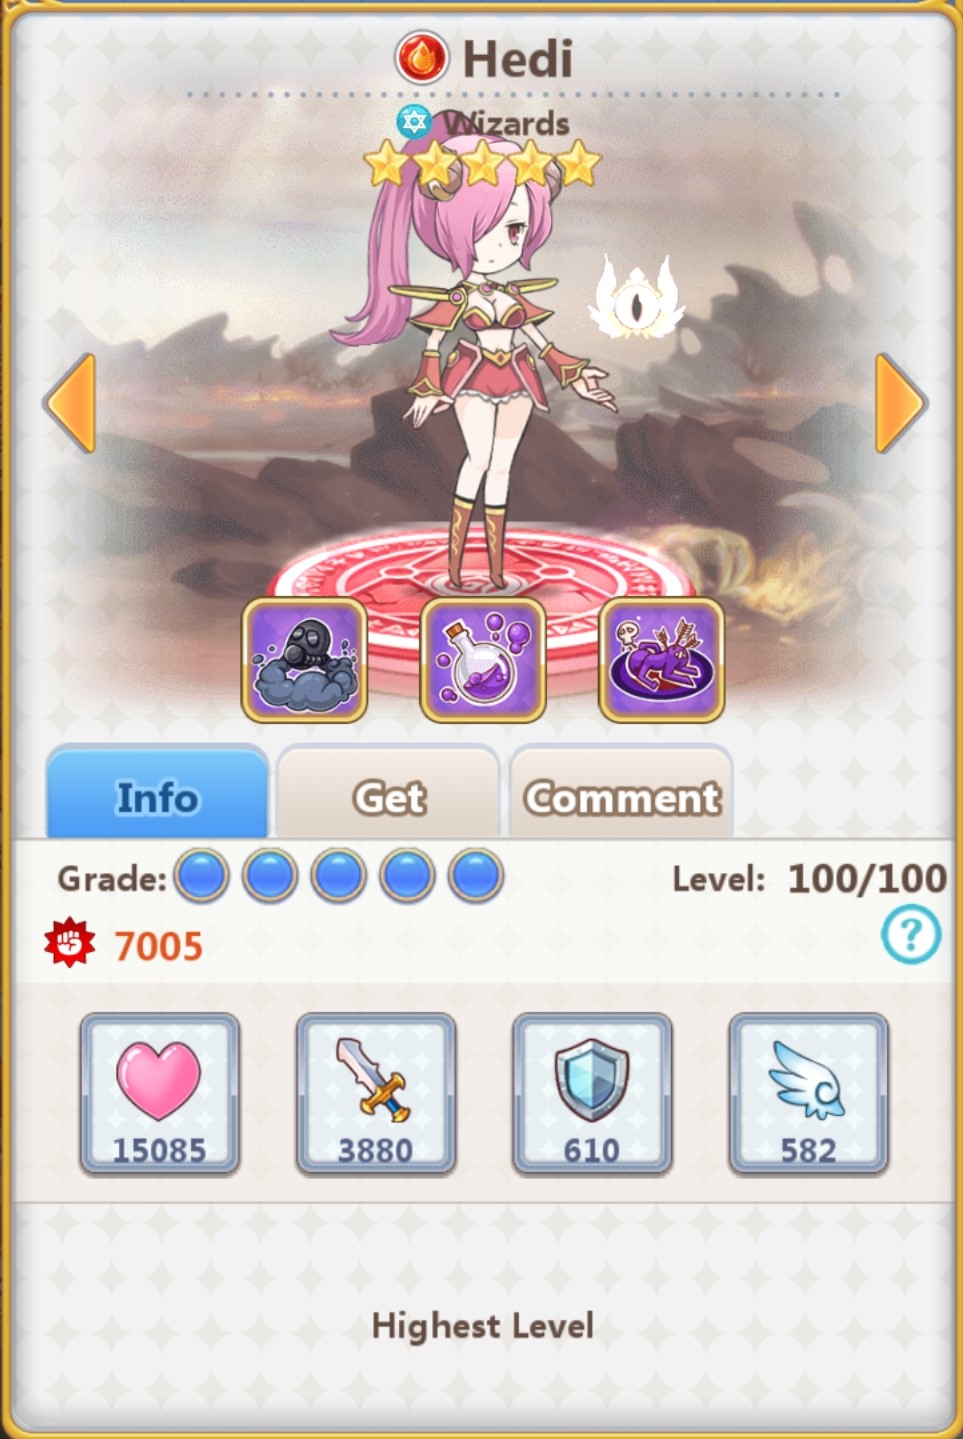 Hedi
Wizards
Info
Get
Comment
Grade:
Level: 100/100
7005
?
15085
3880
610
582
Highest Level